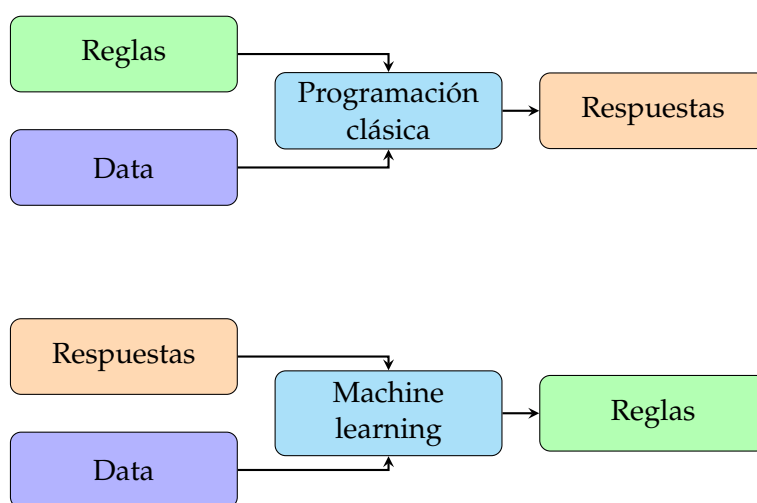 Reglas
Programación
clásica
Respuestas
Data
Respuestas
Machine
learning
Reglas
Data